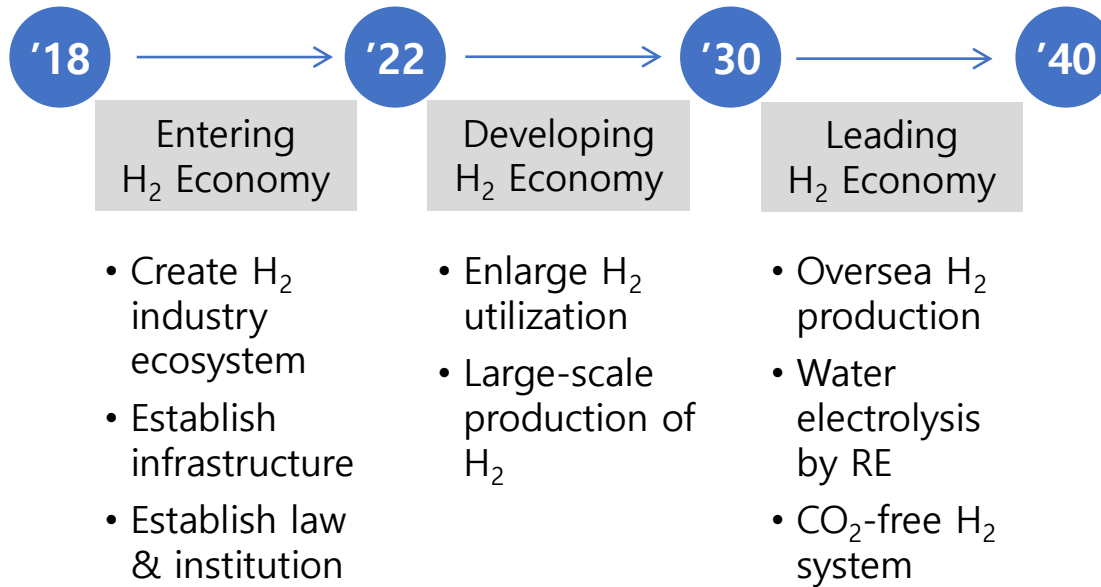 ’18
’22
’30
’40
Entering
H₂ Economy
Developing
H₂ Economy
Leading
H₂ Economy
• Create H₂
industry
ecosystem
• Establish
infrastructure
• Establish law
& institution
• Enlarge H₂
utilization
• Large-scale
production of
H₂
• Oversea H₂
production
• Water
electrolysis
by RE
• CO₂-free H₂
system